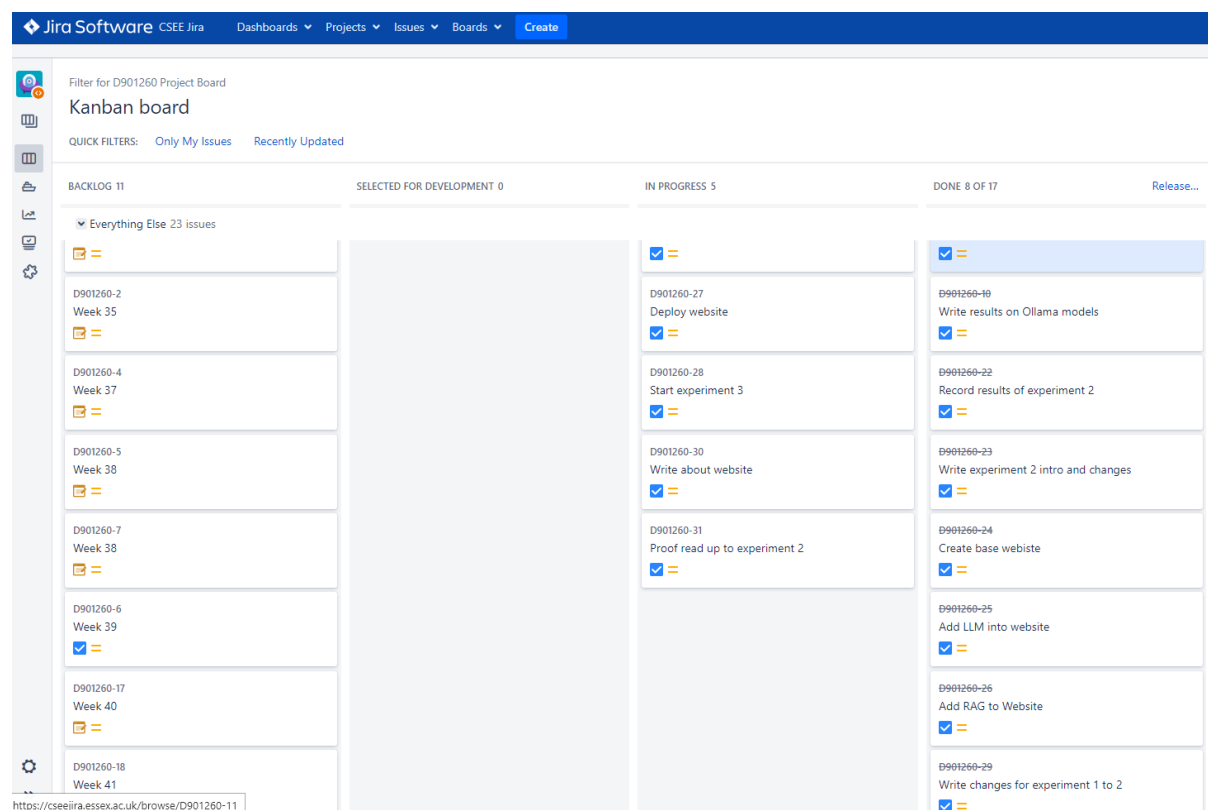 Jira Software CSEE Jira Dashboards Projects Issues Boards Create
Filter for D901260 Project Board
Kanban board
QUICK FILTERS: Only My Issues Recently Updated
BACKLOG 11
SELECTED FOR DEVELOPMENT 0
IN PROGRESS 5
DONE 8 OF 17
Release...
Everything Else 23 issues
D901260-2
Week 35
D901260-4
Week 37
D901260-5
Week 38
D901260-7
Week 38
D901260-6
Week 39
D901260-17
Week 40
D901260-18
Week 41
D901260-27
Deploy website
D901260-28
Start experiment 3
D901260-30
Write about website
D901260-31
Proof read up to experiment 2
D901260-10
Write results on Ollama models
D901260-22
Record results of experiment 2
D901260-23
Write experiment 2 intro and changes
D901260-24
Create base webiste
D901260-25
Add LLM into website
D901260-26
Add RAG to Website
D901260-29
Write changes for experiment 1 to 2
https://cseejira.essex.ac.uk/browse/D901260-11